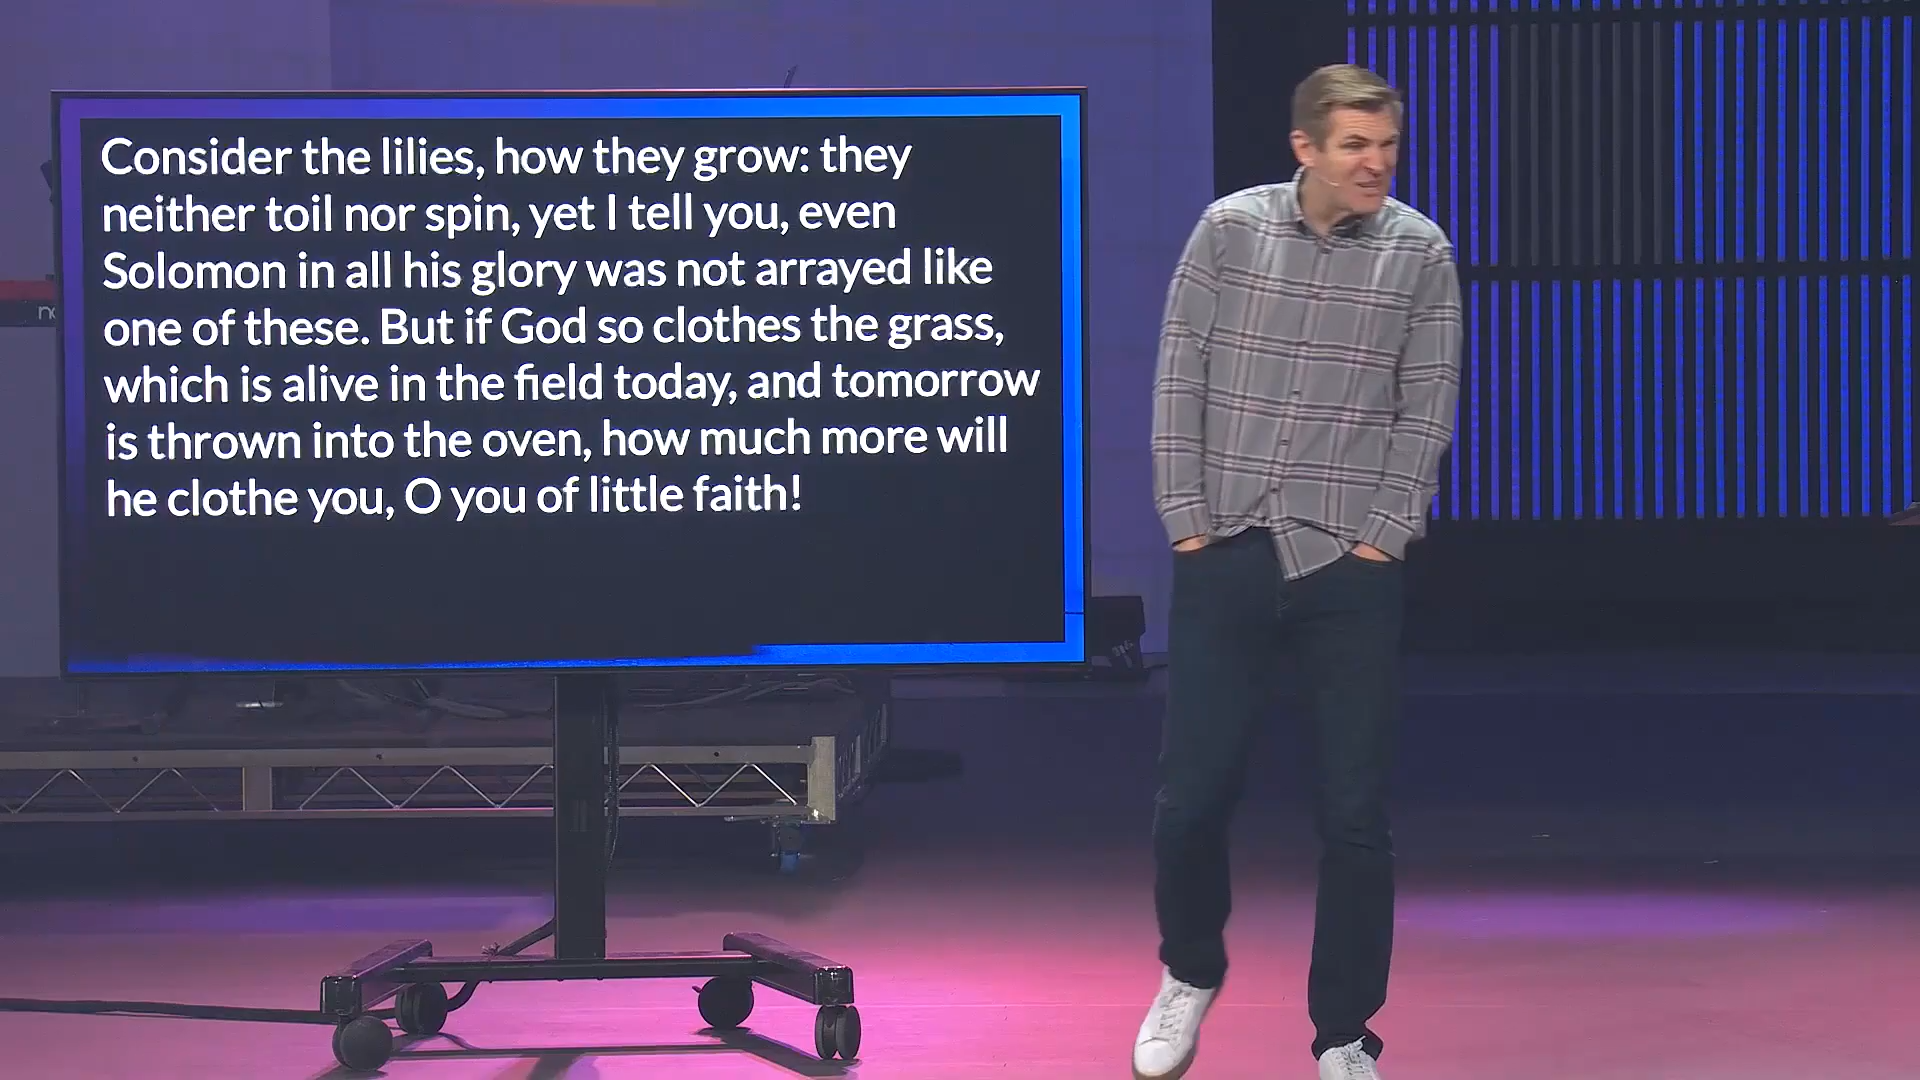 Consider the lilies, how they grow: they
neither toil nor spin, yet I tell you, even
Solomon in all his glory was not arrayed like
one of these. But if God so clothes the grass,
which is alive in the field today, and tomorrow
is thrown into the oven, how much more will
he clothe you, O you of little faith!